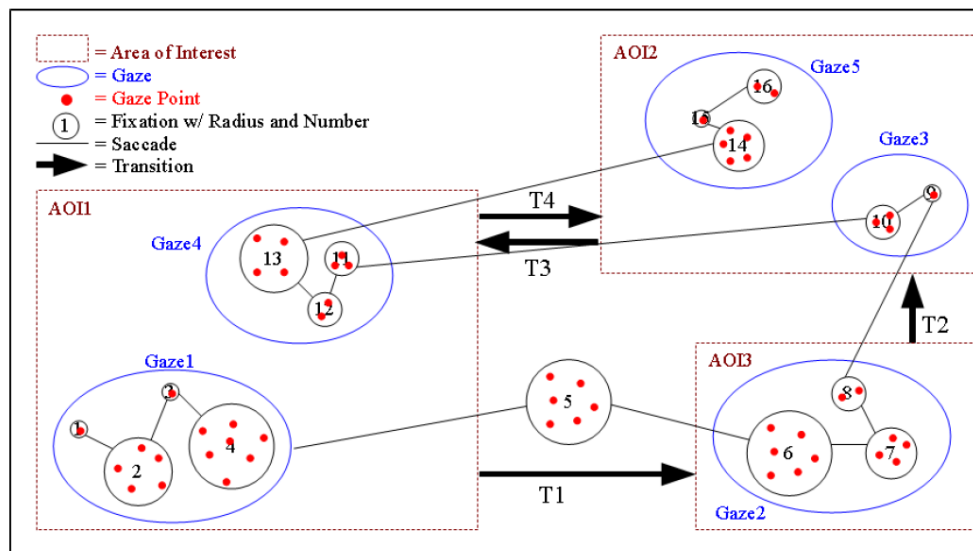 = Area of Interest
= Gaze
= Gaze Point
1 = Fixation w/ Radius and Number
= Saccade
= Transition
AOI2
Gaze5
16
15
14
Gaze3
9
10
AOI1
T4
Gaze4
13
11
T3
12
T2
Gaze1
AOI3
3
8
5
1
4
6
7
2
T1
Gaze2